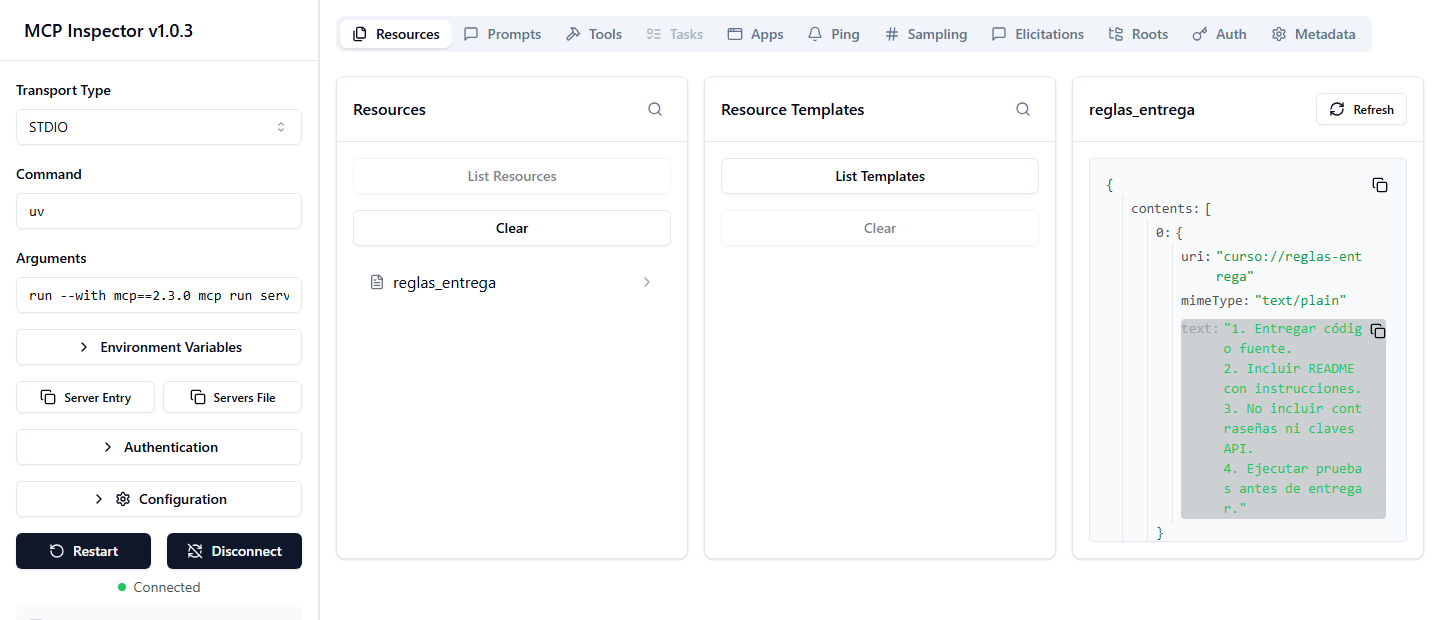 MCP Inspector v1.0.3
Transport Type
STDIO
Command
uv
Arguments
run --with mcp==2.3.0 mcp run serv
Environment Variables
Server Entry
Servers File
Authentication
Configuration
Restart
Disconnect
Connected
Resources
Prompts
Tools
Tasks
Apps
Ping
Sampling
Elicitations
Roots
Auth
Metadata
Resources
List Resources
Clear
reglas_entrega
Resource Templates
List Templates
Clear
reglas_entrega
Refresh
{
contents: [
0: {
uri: "curso://reglas-ent
rega"
mimeType: "text/plain"
text: "1. Entregar códig
o fuente.
2. Incluir README
con instrucciones.
3. No incluir cont
raseñas ni claves
API.
4. Ejecutar prueba
s antes de entrega
r."
}